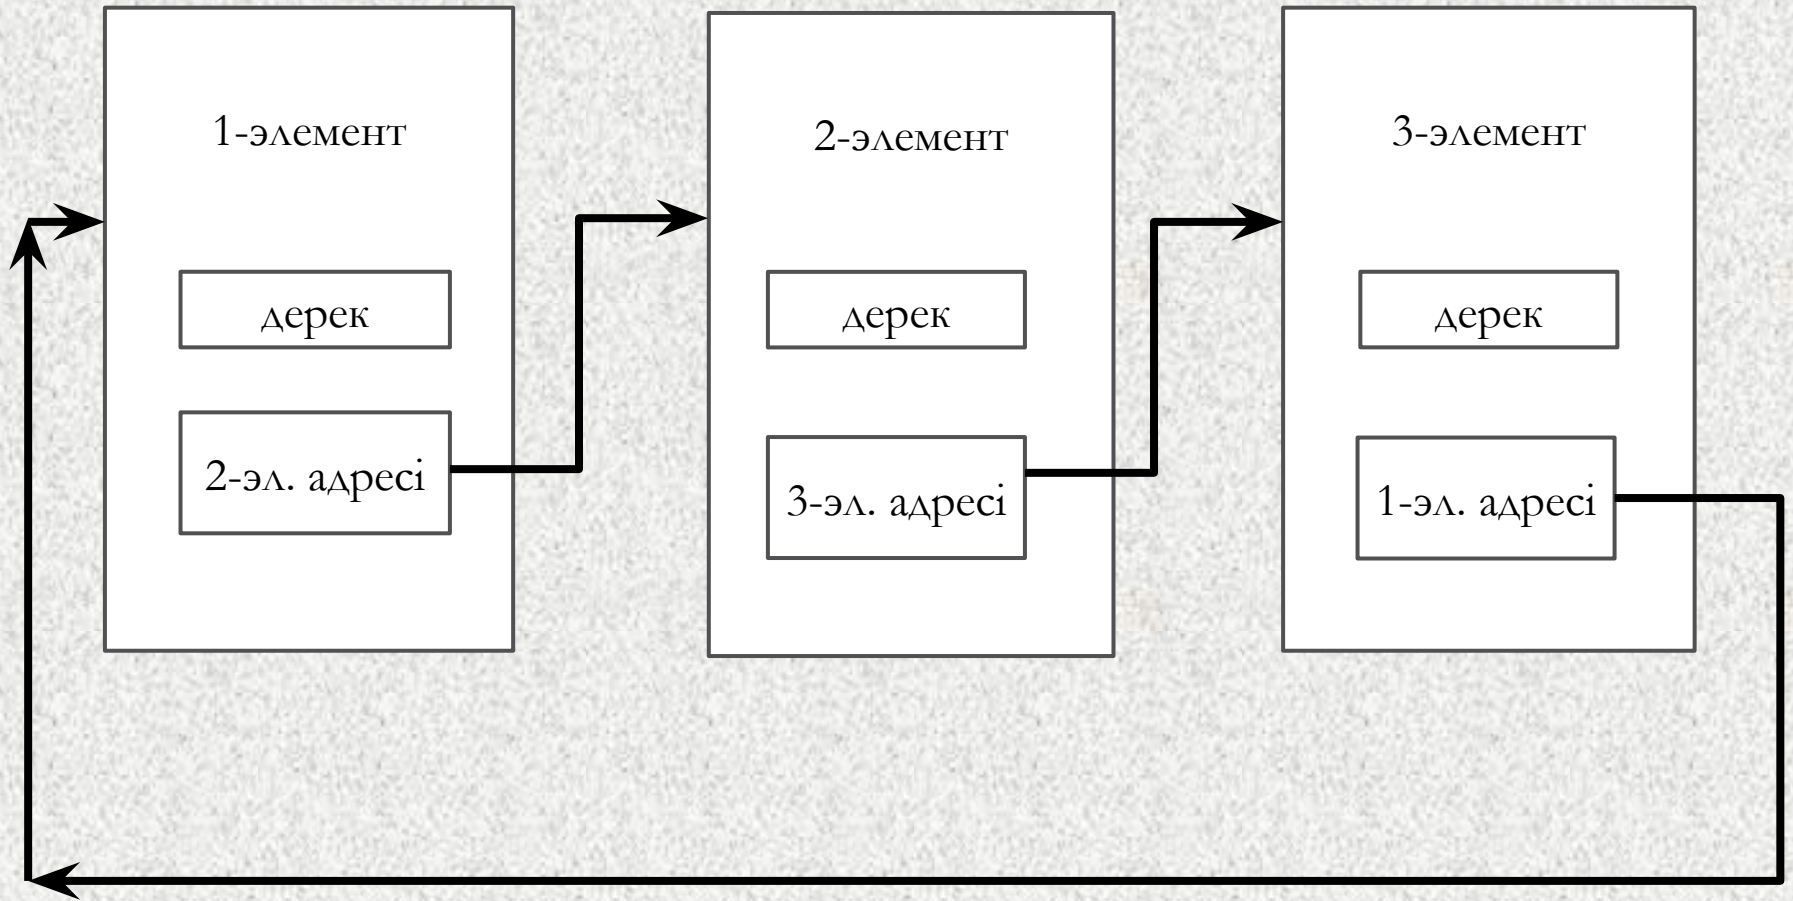 1-элемент
дерек
2-эл. адресі
2-элемент
дерек
3-эл. адресі
3-элемент
дерек
1-эл. адресі